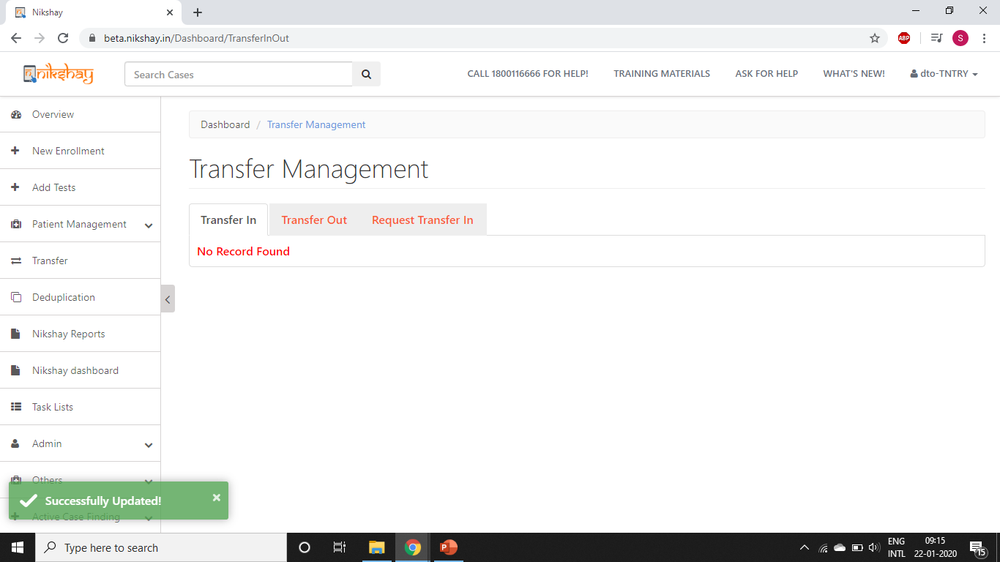 Nikshay
beta.nikshay.in/Dashboard/TransferInOut
ABP
S
nikshay
Search Cases
CALL 1800116666 FOR HELP!
TRAINING MATERIALS
ASK FOR HELP
WHAT'S NEW!
dto-TNTRY
Overview
New Enrollment
Add Tests
Patient Management
Transfer
Deduplication
Nikshay Reports
Nikshay dashboard
Task Lists
Admin
Others
Active Case Finding
Dashboard / Transfer Management
Transfer Management
Transfer In
Transfer Out
Request Transfer In
No Record Found
Successfully Updated!
Type here to search
P
ENG
INTL
09:15
22-01-2020
15